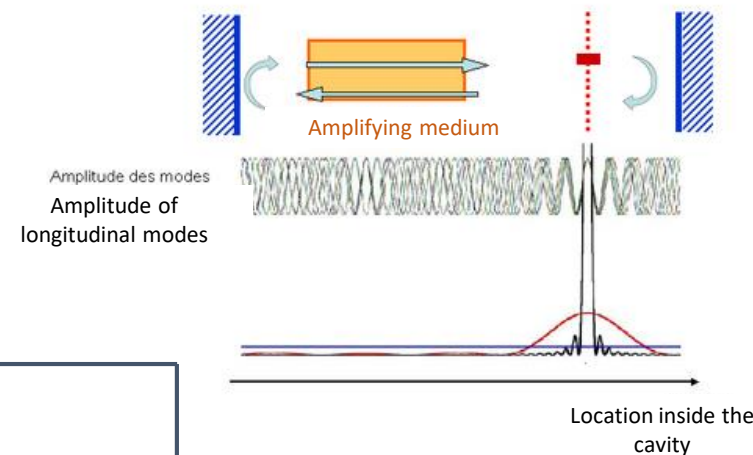 Amplifying medium
Amplitude des modes
Amplitude of
longitudinal modes
Location inside the
cavity